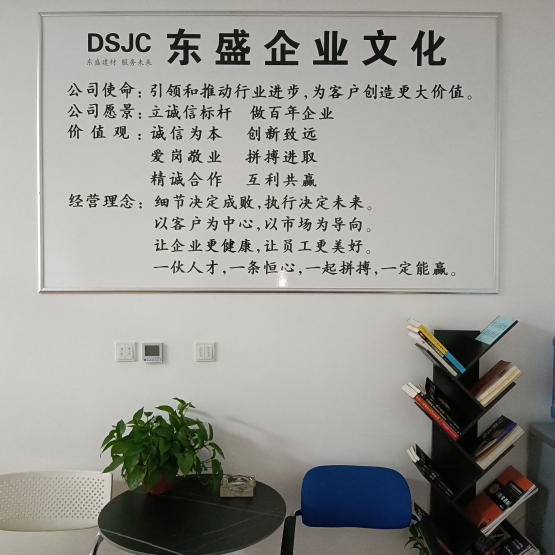 DSJC 东盛企业文化
东盛建材 服务未来
公司使命：引领和推动行业进步，为客户创造更大价值。
公司愿景：立诚信标杆 做百年企业
价值观：诚信为本 创新致远
爱岗敬业 拼搏进取
精诚合作 互利共赢
经营理念：细节决定成败，执行决定未来。
以客户为中心，以市场为导向。
让企业更健康，让员工更美好。
一伙人才，一条恒心，一起拼搏，一定能赢。